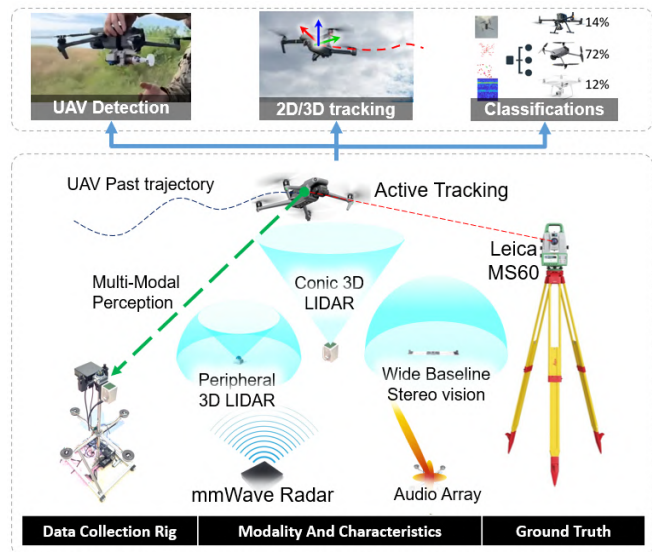 14%
72%
12%
UAV Detection
2D/3D tracking
Classifications
UAV Past trajectory
Active Tracking
Leica
MS60
Multi-Modal
Perception
Conic 3D
LIDAR
Peripheral
3D LIDAR
Wide Baseline
Stereo vision
mmWave Radar
Audio Array
Data Collection Rig
Modality And Characteristics
Ground Truth